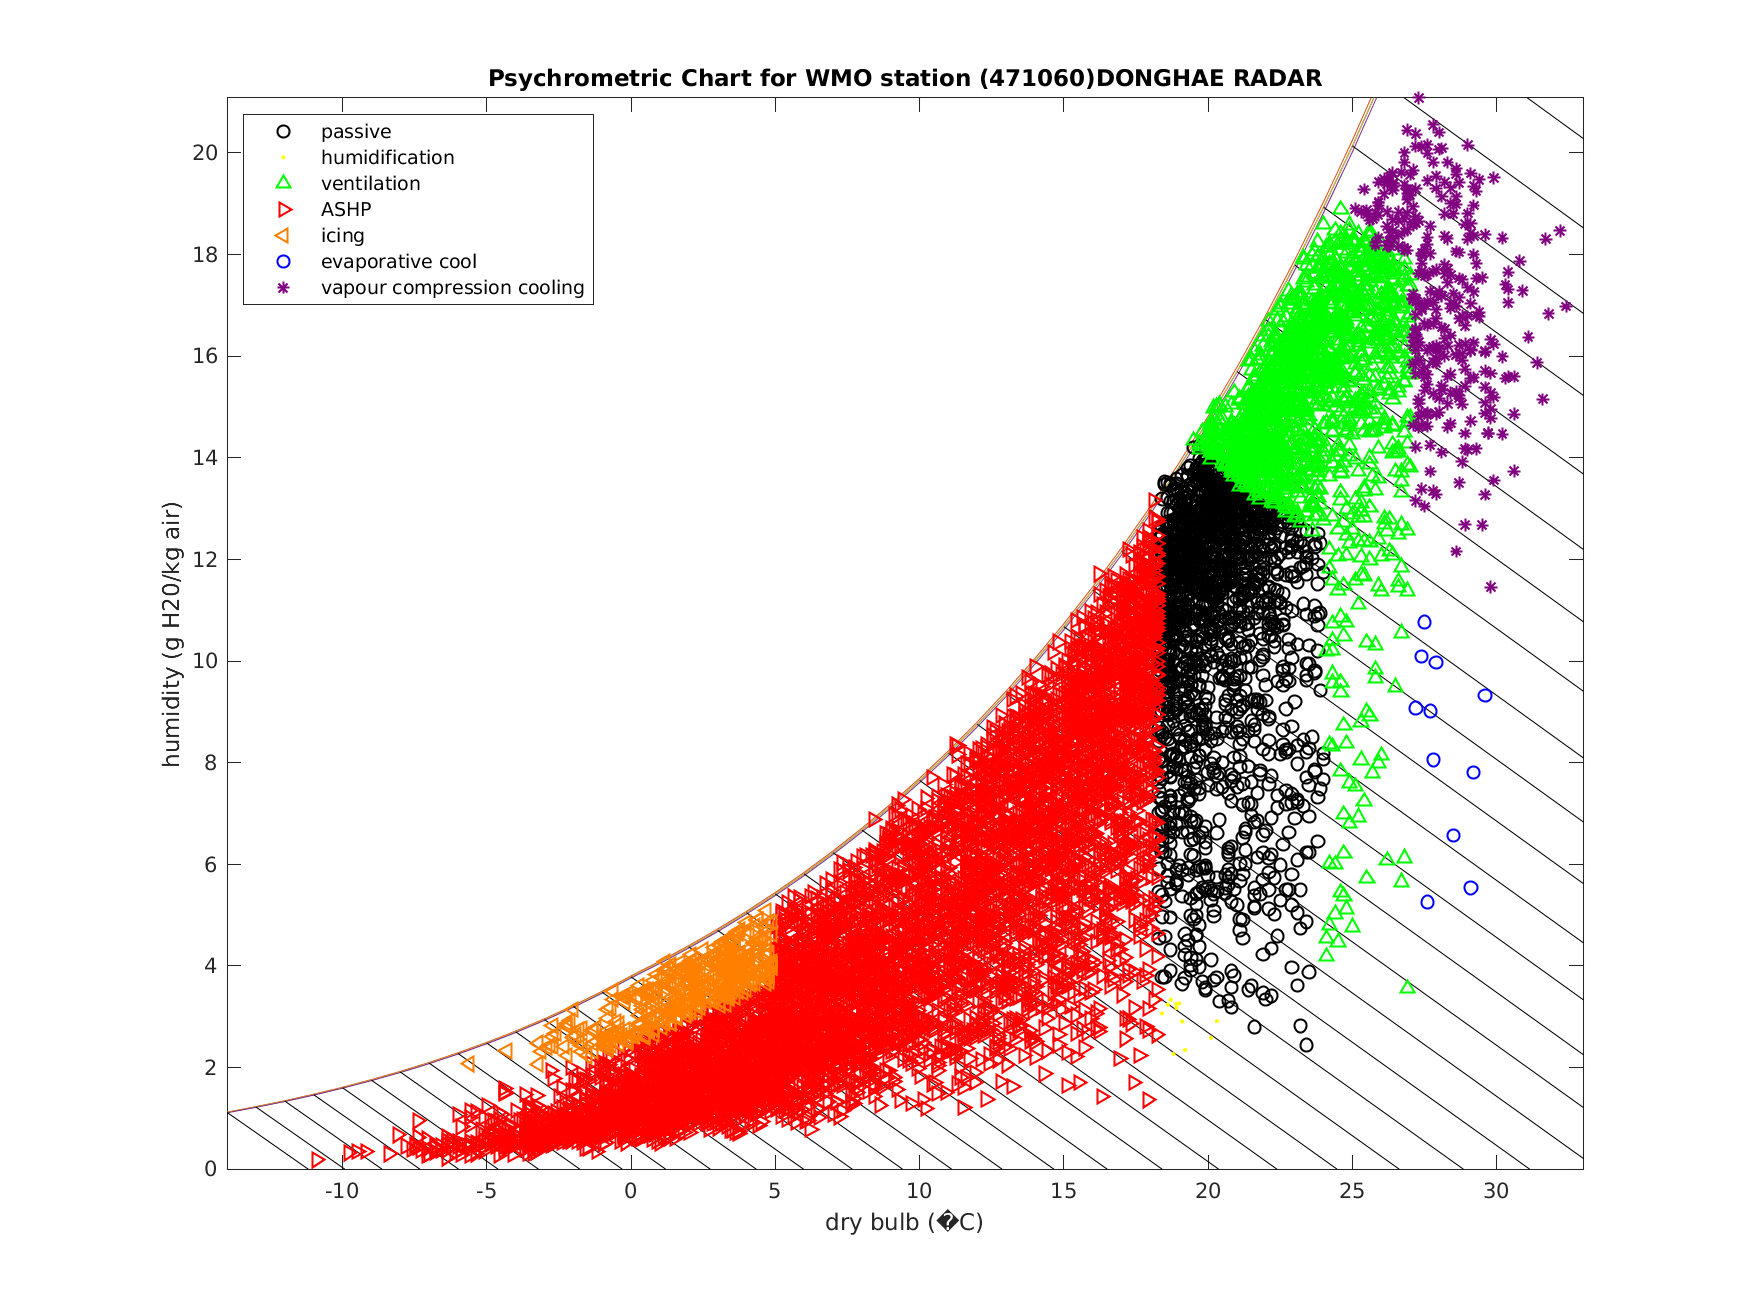 Psychrometric Chart for WMO station (471060)DONGHAE RADAR
passive
humidification
ventilation
ASHP
icing
evaporative cool
vapour compression cooling
humidity (g H20/kg air)
20
18
16
14
12
10
8
6
4
2
0
-10 -5 0 5 10 15 20 25 30
dry bulb (�C)